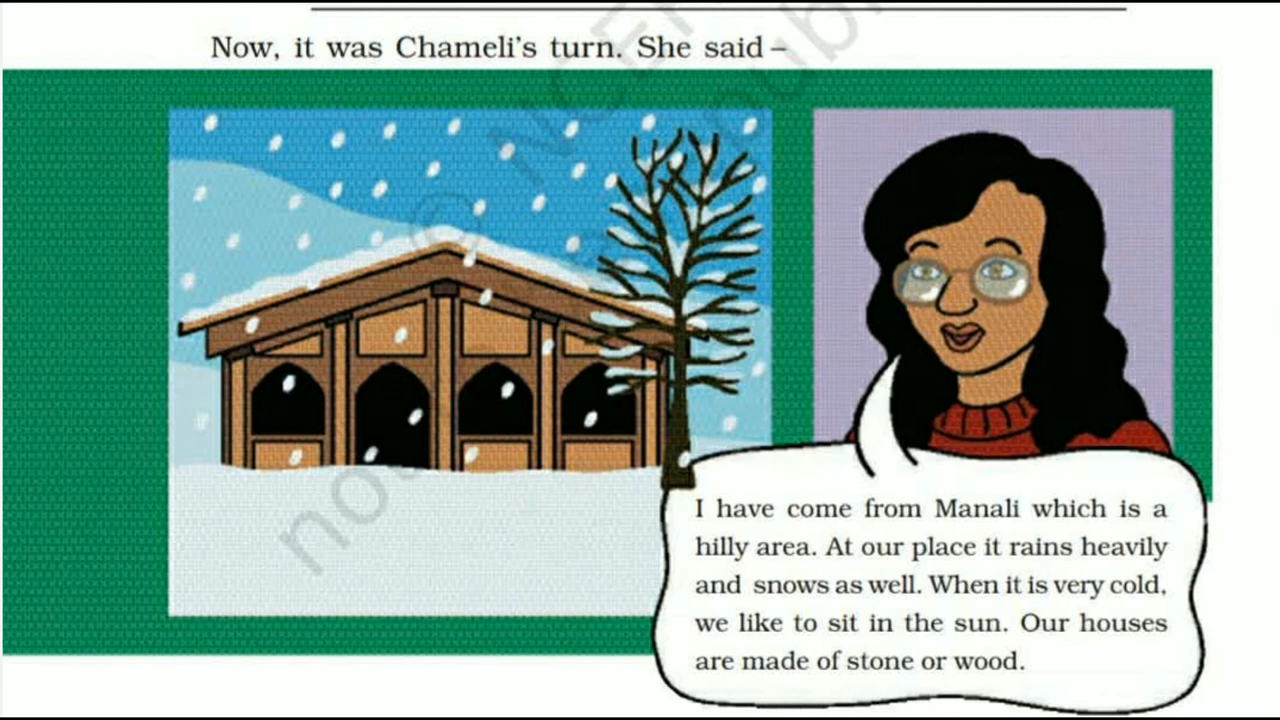 Now, it was Chameli's turn. She said –
I have come from Manali which is a
hilly area. At our place it rains heavily
and snows as well. When it is very cold,
we like to sit in the sun. Our houses
are made of stone or wood.